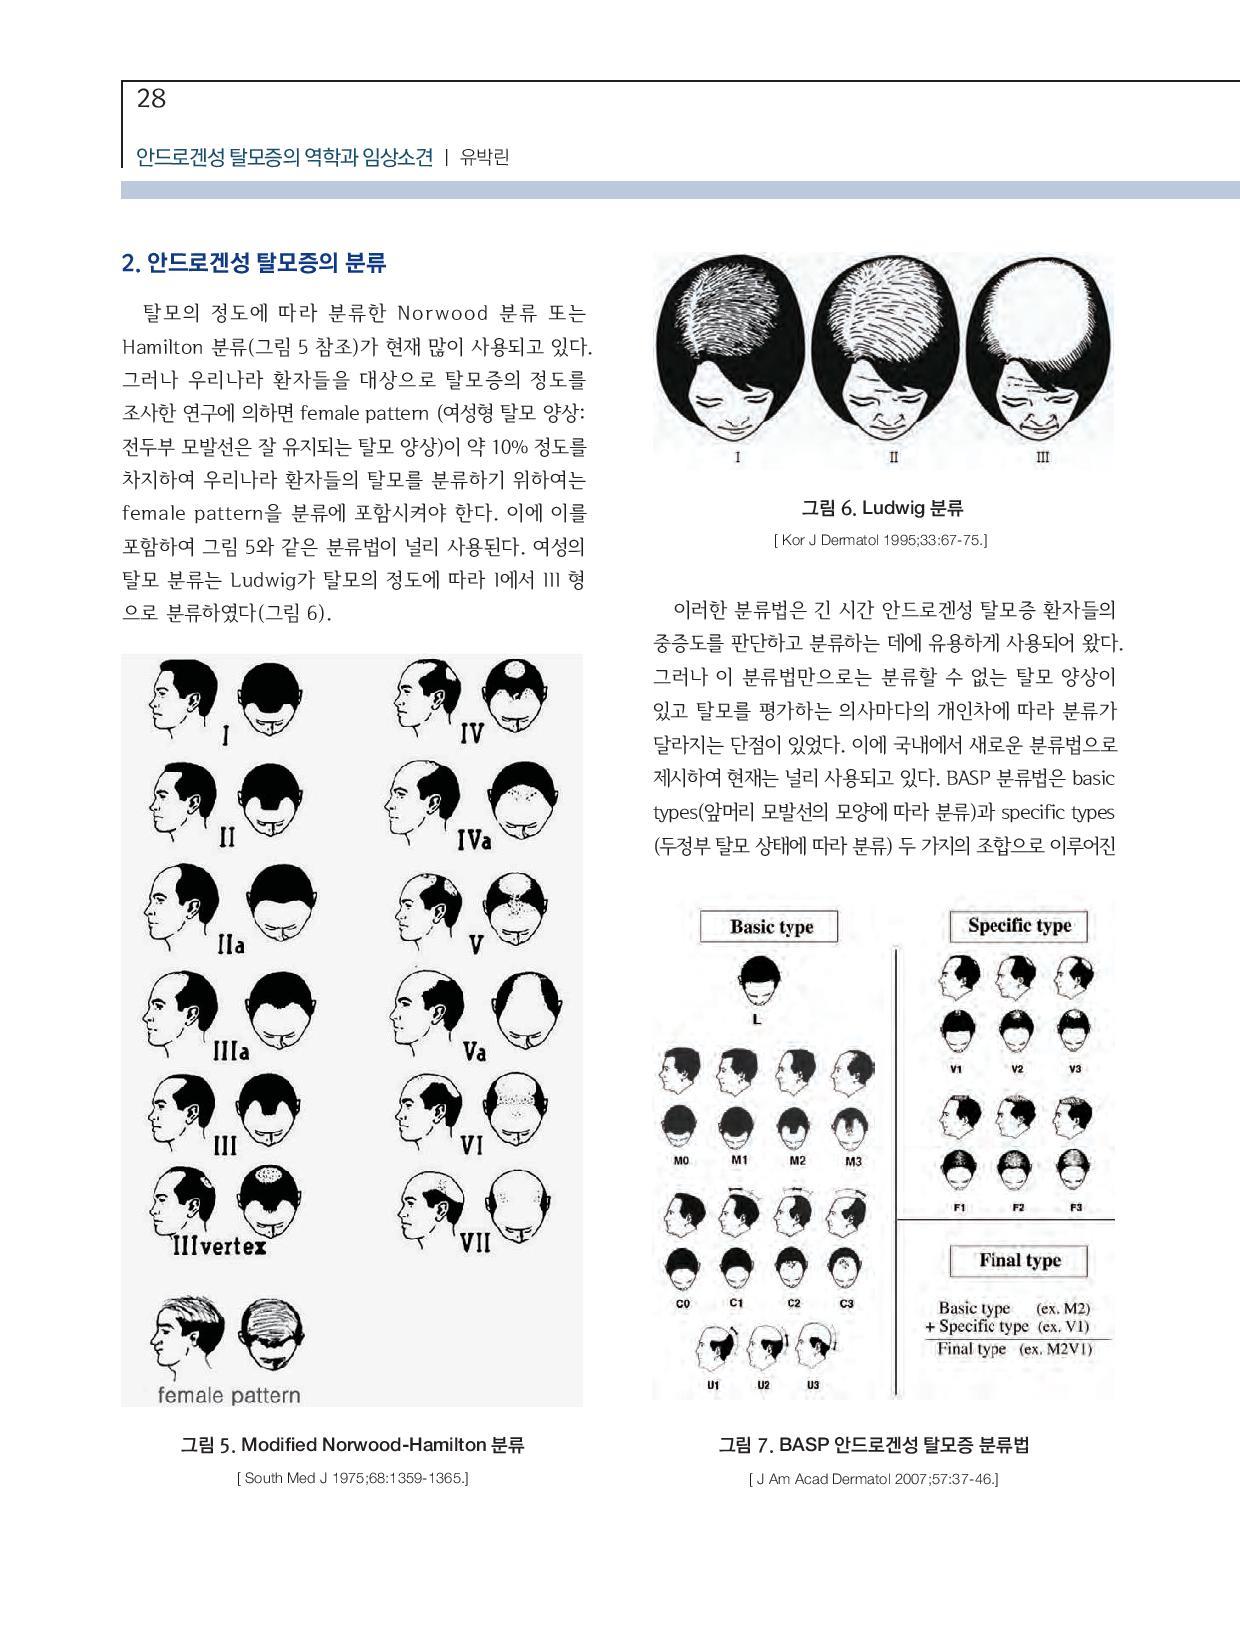 28
안드로겐성 탈모증의 역학과 임상소견 | 유박린
2. 안드로겐성 탈모증의 분류
탈모의 정도에 따라 분류한 Norwood 분류 또는
Hamilton 분류(그림 5 참조)가 현재 많이 사용되고 있다.
그러나 우리나라 환자들을 대상으로 탈모증의 정도를
조사한 연구에 의하면 female pattern (여성형 탈모 양상:
전두부 모발선은 잘 유지되는 탈모 양상)이 약 10% 정도를
차지하여 우리나라 환자들의 탈모를 분류하기 위하여는
female pattern을 분류에 포함시켜야 한다. 이에 이를
포함하여 그림 5와 같은 분류법이 널리 사용된다. 여성의
탈모 분류는 Ludwig가 탈모의 정도에 따라 I에서 III 형
으로 분류하였다(그림 6).
I
IV
II
IVa
IIa
V
IIIa
Va
III
VI
III vertex
VII
female pattern
그림 5. Modified Norwood-Hamilton 분류
[ South Med J 1975;68:1359-1365.]
I II III
그림 6. Ludwig 분류
[ Kor J Dermatol 1995;33:67-75.]
이러한 분류법은 긴 시간 안드로겐성 탈모증 환자들의
중증도를 판단하고 분류하는 데에 유용하게 사용되어 왔다.
그러나 이 분류법만으로는 분류할 수 없는 탈모 양상이
있고 탈모를 평가하는 의사마다의 개인차에 따라 분류가
달라지는 단점이 있었다. 이에 국내에서 새로운 분류법으로
제시하여 현재는 널리 사용되고 있다. BASP 분류법은 basic
types(앞머리 모발선의 모양에 따라 분류)과 specific types
(두정부 탈모 상태에 따라 분류) 두 가지의 조합으로 이루어진
Basic type
L
M0 M1 M2 M3
C0 C1 C2 C3
U1 U2 U3
Specific type
V1 V2 V3
F1 F2 F3
Final type
Basic type (ex. M2)
+ Specific type (ex. V1)
Final type (ex. M2V1)
그림 7. BASP 안드로겐성 탈모증 분류법
[ J Am Acad Dermatol 2007;57:37-46.]